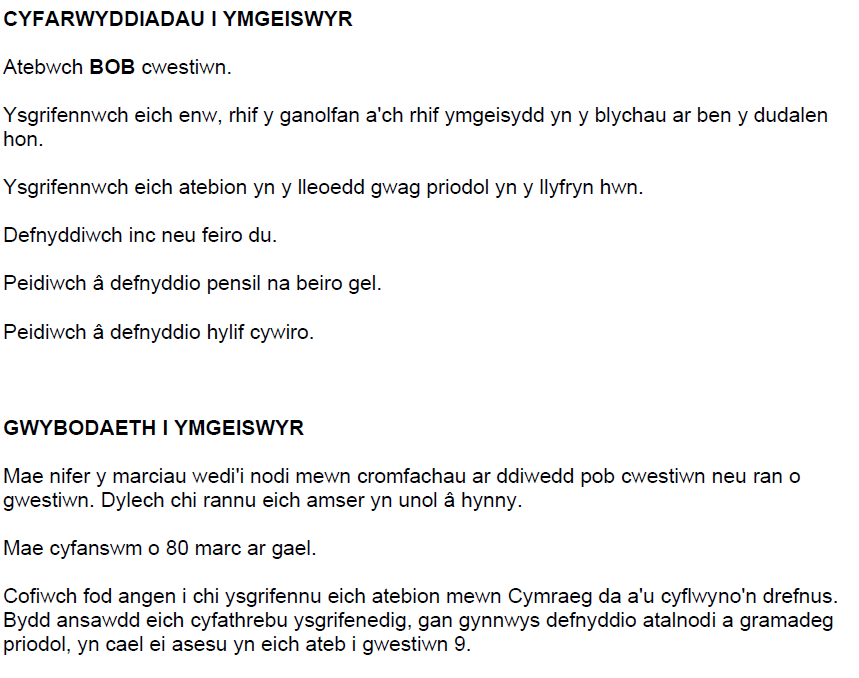 CYFARWYDDIADAU I YMGEISWYR
Atebwch BOB cwestiwn.
Ysgrifennwch eich enw, rhif y ganolfan a'ch rhif ymgeisydd yn y blychau ar ben y dudalen
hon.
Ysgrifennwch eich atebion yn y lleoedd gwag priodol yn y llyfryn hwn.
Defnyddiwch inc neu feiro du.
Peidiwch â defnyddio pensil na beiro gel.
Peidiwch â defnyddio hylif cywiro.
GWYBODAETH I YMGEISWYR
Mae nifer y marciau wedi'i nodi mewn cromfachau ar ddiwedd pob cwestiwn neu ran o
gwestiwn. Dylech chi rannu eich amser yn unol â hynny.
Mae cyfanswm o 80 marc ar gael.
Cofiwch fod angen i chi ysgrifennu eich atebion mewn Cymraeg da a'u cyflwyno'n drefnus.
Bydd ansawdd eich cyfathrebu ysgrifenedig, gan gynnwys defnyddio atalnodi a gramadeg
priodol, yn cael ei asesu yn eich ateb i gwestiwn 9.